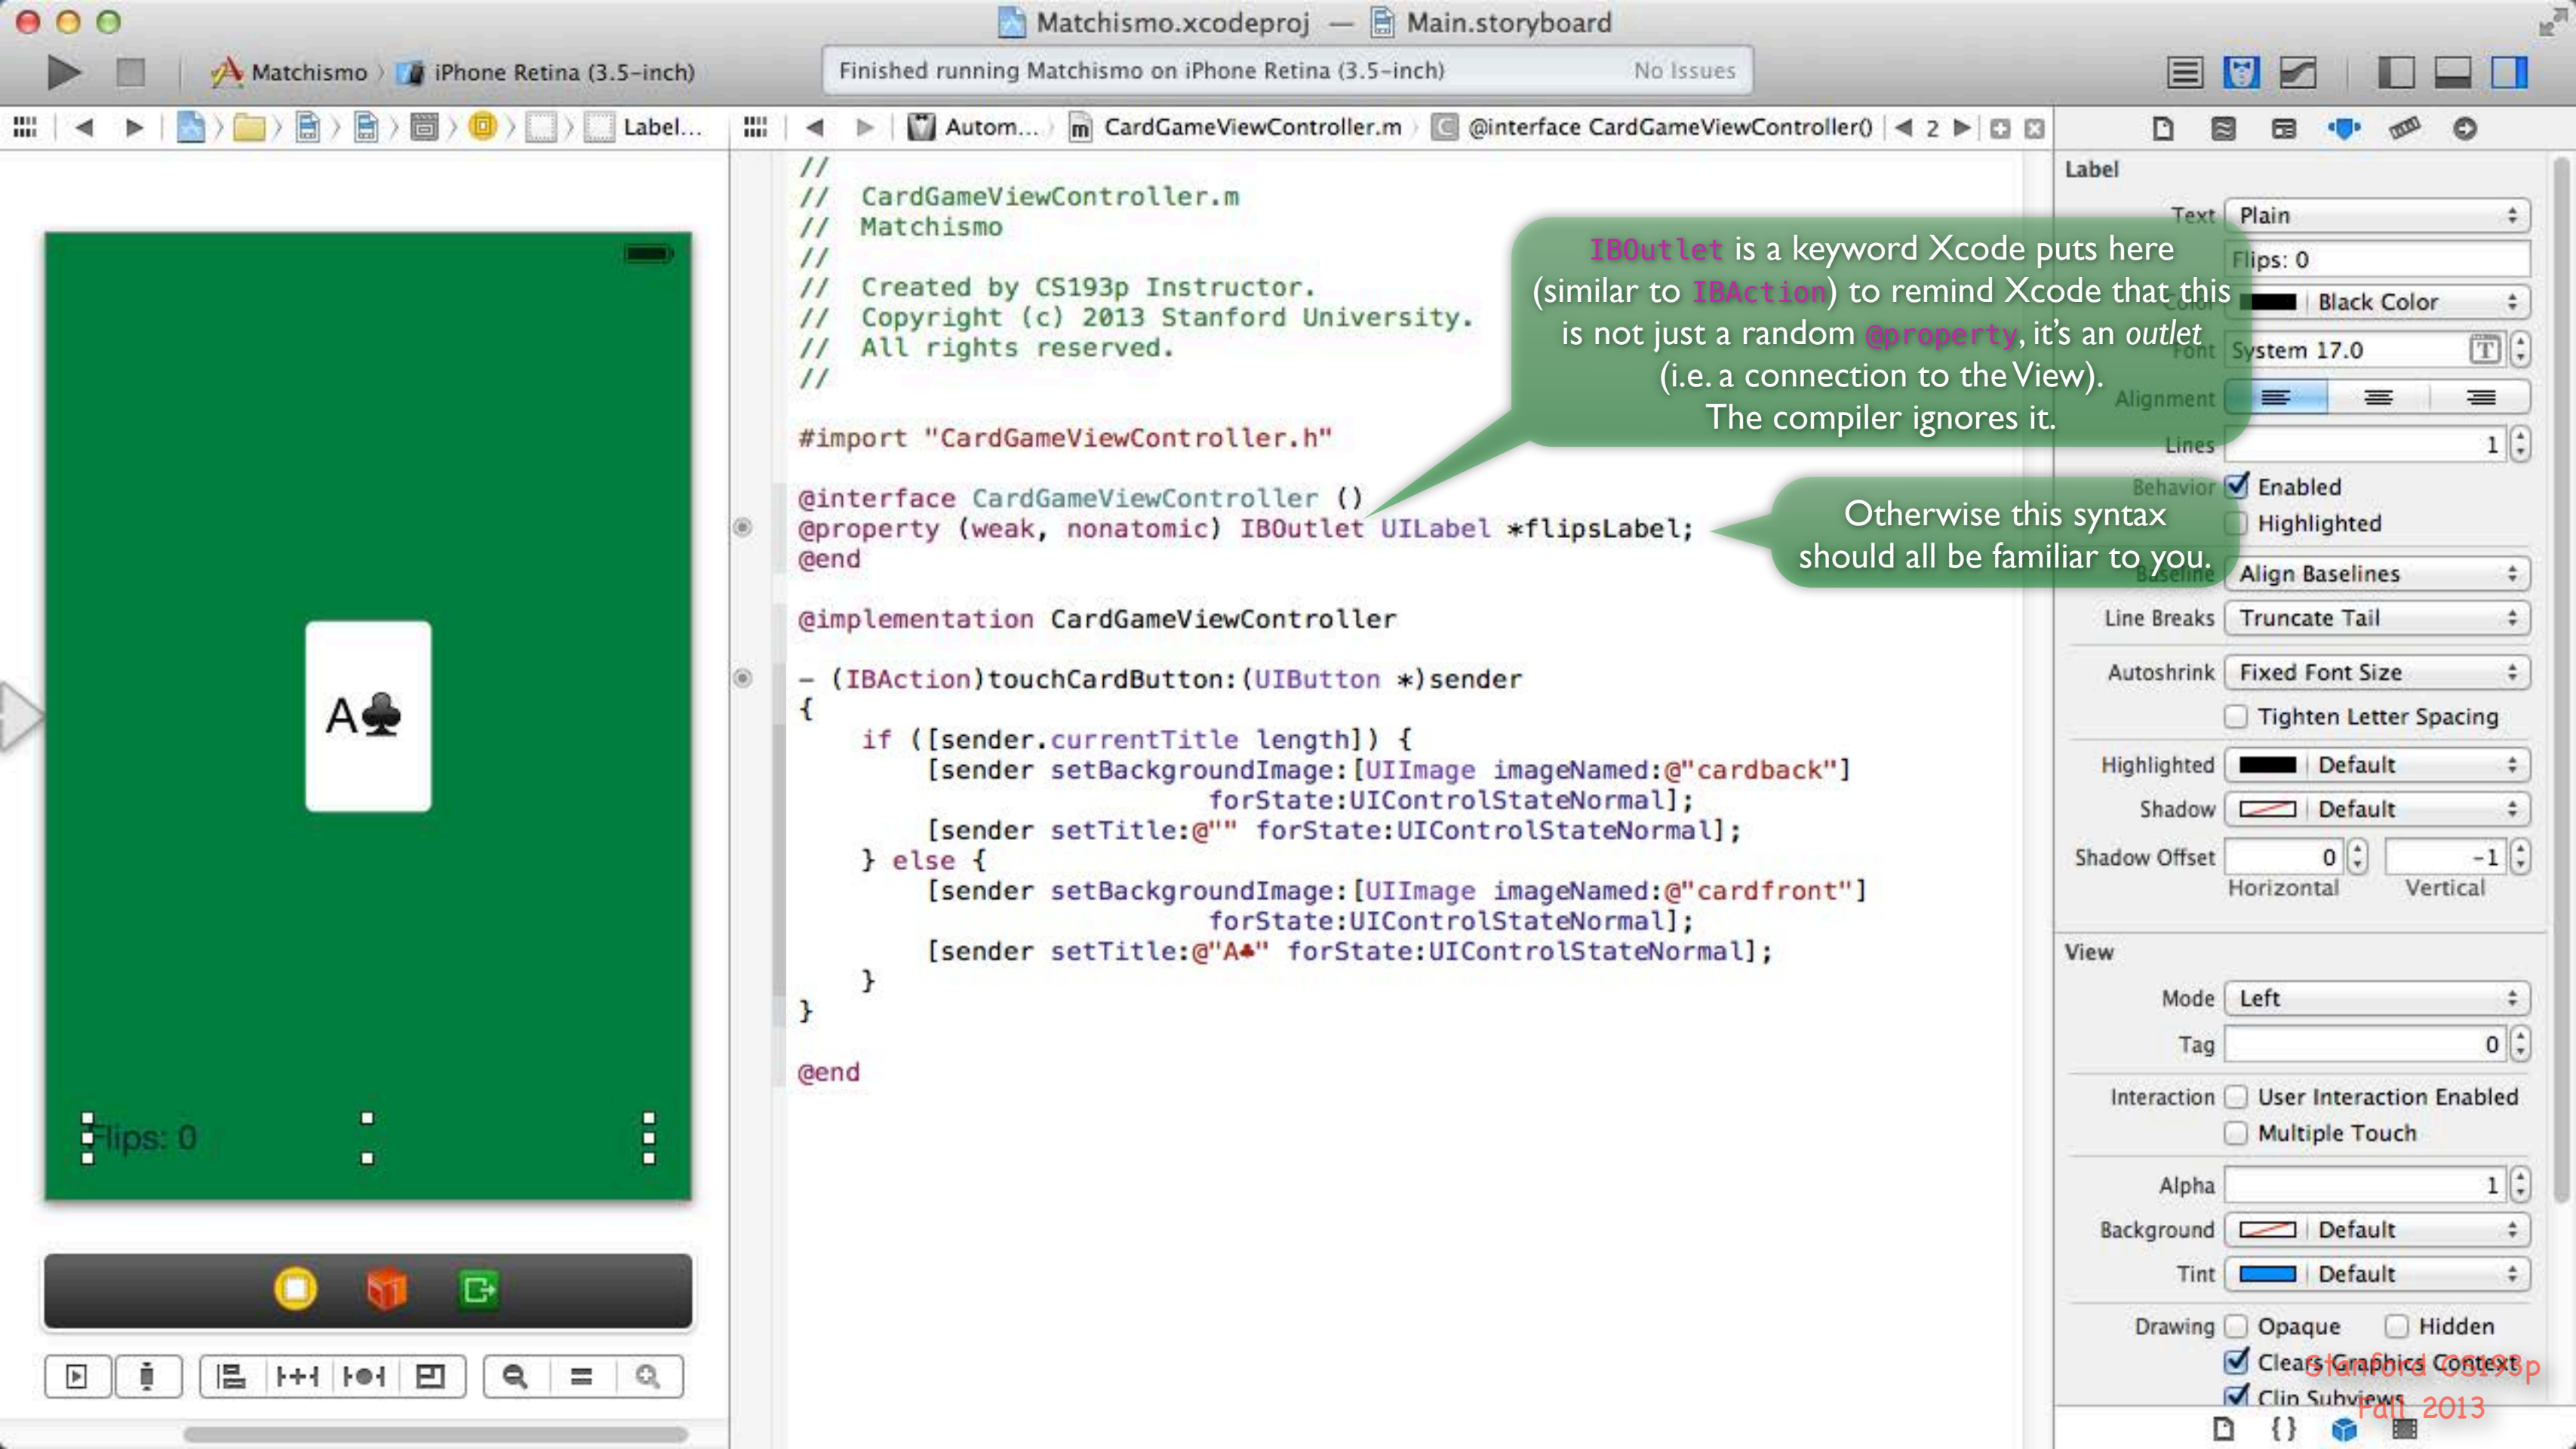 Matchismo.xcodeproj — Main.storyboard
Matchismo
iPhone Retina (3.5-inch)
Finished running Matchismo on iPhone Retina (3.5-inch)
No Issues
Label...
Autom...
CardGameViewController.m
@interface CardGameViewController()
2
//
//  CardGameViewController.m
//  Matchismo
//
//  Created by CS193p Instructor.
//  Copyright (c) 2013 Stanford University.
//  All rights reserved.
//
#import "CardGameViewController.h"
@interface CardGameViewController ()
@property (weak, nonatomic) IBOutlet UILabel *flipsLabel;
@end
@implementation CardGameViewController
- (IBAction)touchCardButton:(UIButton *)sender
{
    if ([sender.currentTitle length]) {
        [sender setBackgroundImage:[UIImage imageNamed:@"cardback"]
                          forState:UIControlStateNormal];
        [sender setTitle:@"" forState:UIControlStateNormal];
    } else {
        [sender setBackgroundImage:[UIImage imageNamed:@"cardfront"]
                          forState:UIControlStateNormal];
        [sender setTitle:@"A♣" forState:UIControlStateNormal];
    }
}
@end
IBOutlet is a keyword Xcode puts here
(similar to IBAction) to remind Xcode that this
is not just a random @property, it's an outlet
(i.e. a connection to the View).
The compiler ignores it.
Otherwise this syntax
should all be familiar to you.
A♣
Flips: 0
Label
Text Plain
Flips: 0
Color Black Color
Font System 17.0
Alignment
Lines 1
Behavior Enabled
Highlighted
Baseline Align Baselines
Line Breaks Truncate Tail
Autoshrink Fixed Font Size
Tighten Letter Spacing
Highlighted Default
Shadow Default
Shadow Offset 0 -1
Horizontal Vertical
View
Mode Left
Tag 0
Interaction User Interaction Enabled
Multiple Touch
Alpha 1
Background Default
Tint Default
Drawing Opaque Hidden
Clears Graphics Context
Clip Subviews
Stanford CS193p
Fall 2013